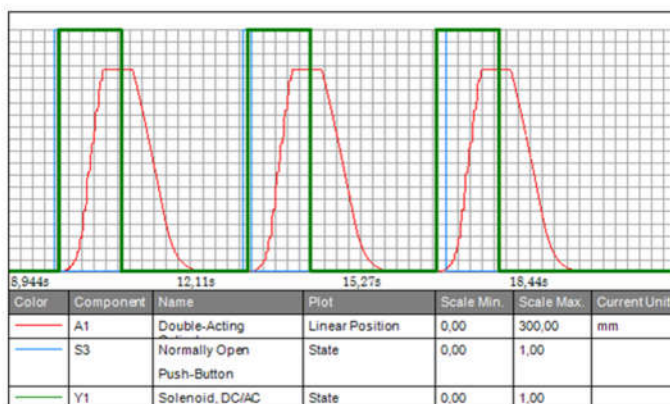 8,944s 12,11s 15,27s 18,44s
Color Component Name Plot Scale Min. Scale Max. Current Unit
A1 Double-Acting Linear Position 0,00 300,00 mm
S3 Normally Open State 0,00 1,00
Push-Button
Y1 Solenoid, DC/AC State 0,00 1,00